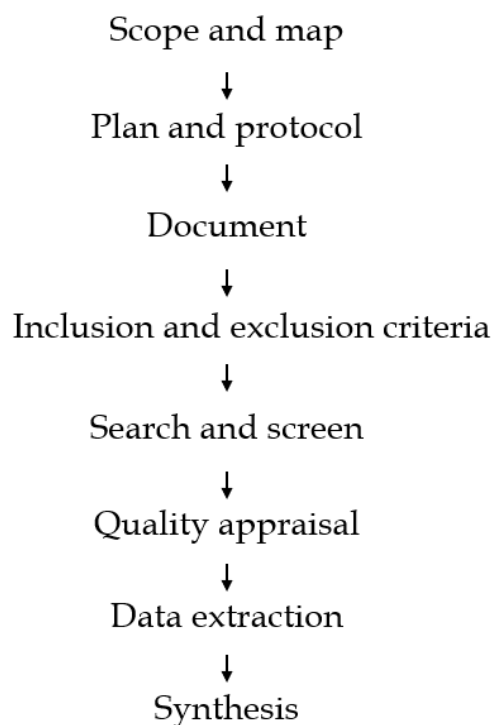 Scope and map
Plan and protocol
Document
Inclusion and exclusion criteria
Search and screen
Quality appraisal
Data extraction
Synthesis